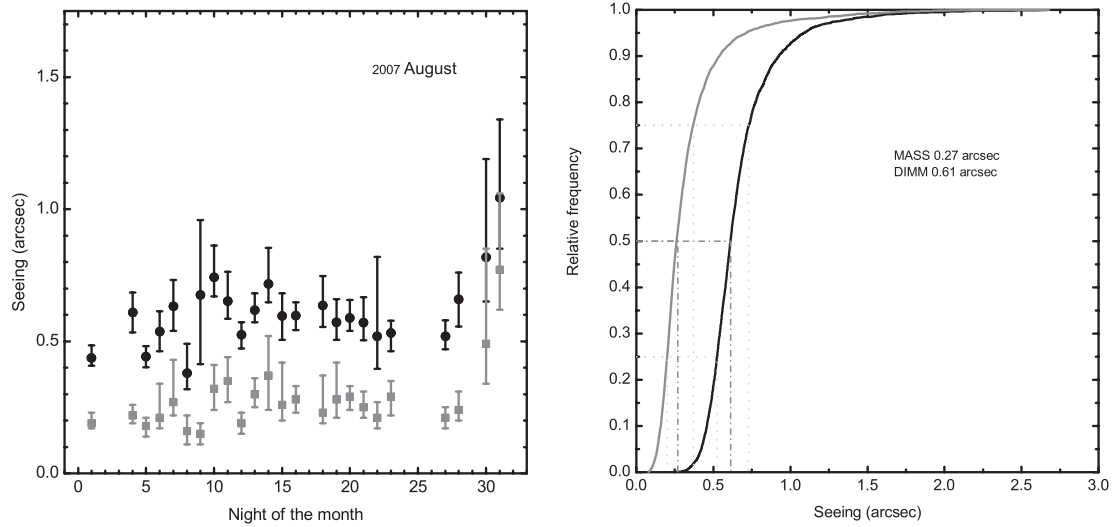 2007 August
1.5
1.0
0.5
0.0
Seeing (arcsec)
0 5 10 15 20 25 30
Night of the month
1.0
0.9
0.8
0.7
0.6
0.5
0.4
0.3
0.2
0.1
0.0
Relative frequency
MASS 0.27 arcsec
DIMM 0.61 arcsec
0.0 0.5 1.0 1.5 2.0 2.5 3.0
Seeing (arcsec)